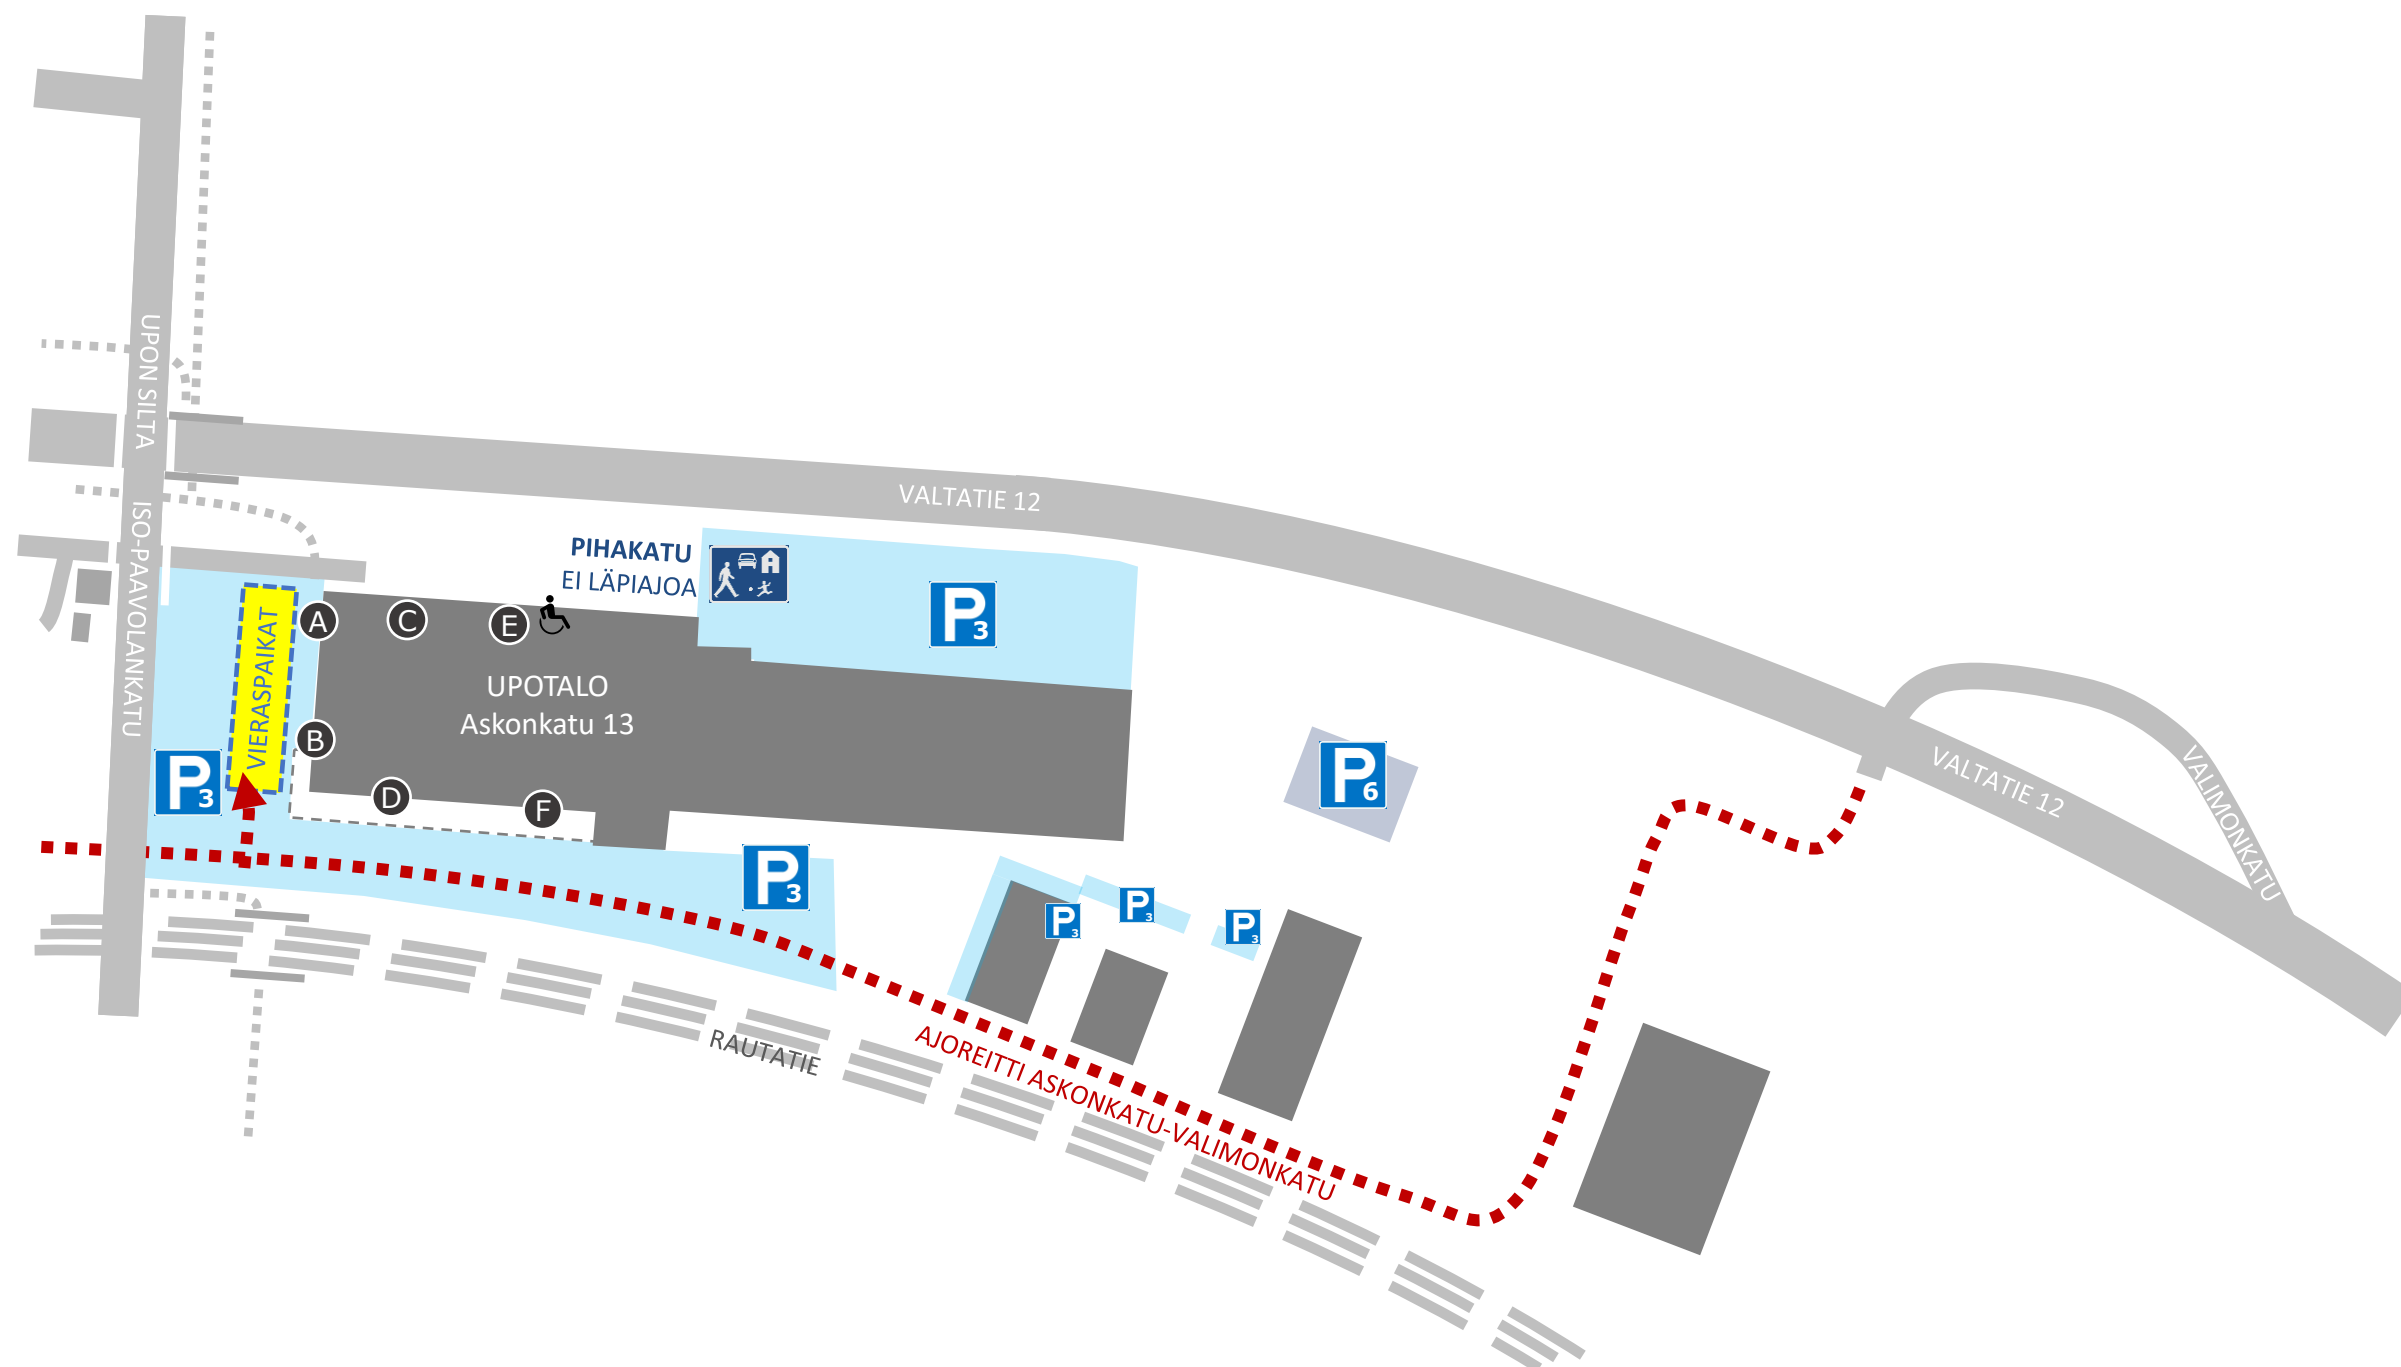 UPON SILTA
VALTATIE 12
ISO-PAAVOLANKATU
PIHAKATU
EI LÄPIAJOA
P3
A
C
E
VIERASPAIKAT
UPOTALO
Askonkatu 13
B
P3
D
F
P3
P6
P3
P3
P3
VALTATIE 12
VALIMONKATU
RAUTATIE
AJOREITTI ASKONKATU-VALIMONKATU